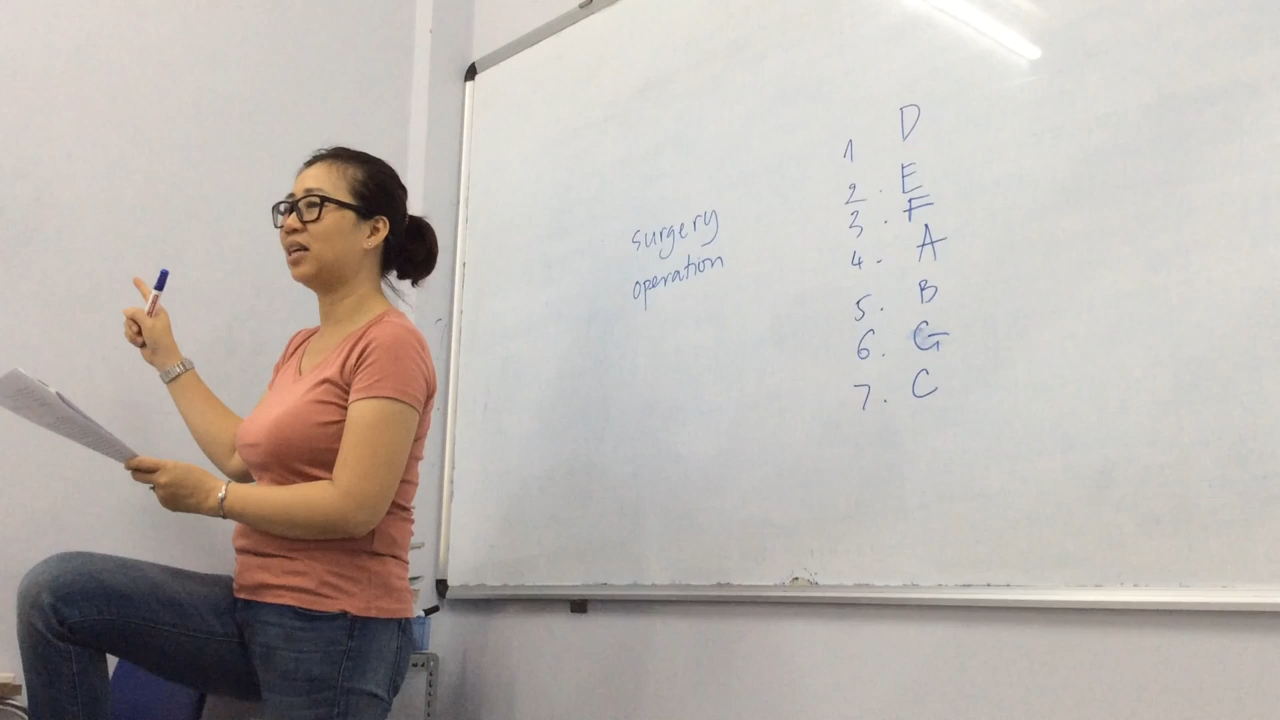 surgery
operation
1 D
2. E
3. F
4. A
5. B
6. G
7. C